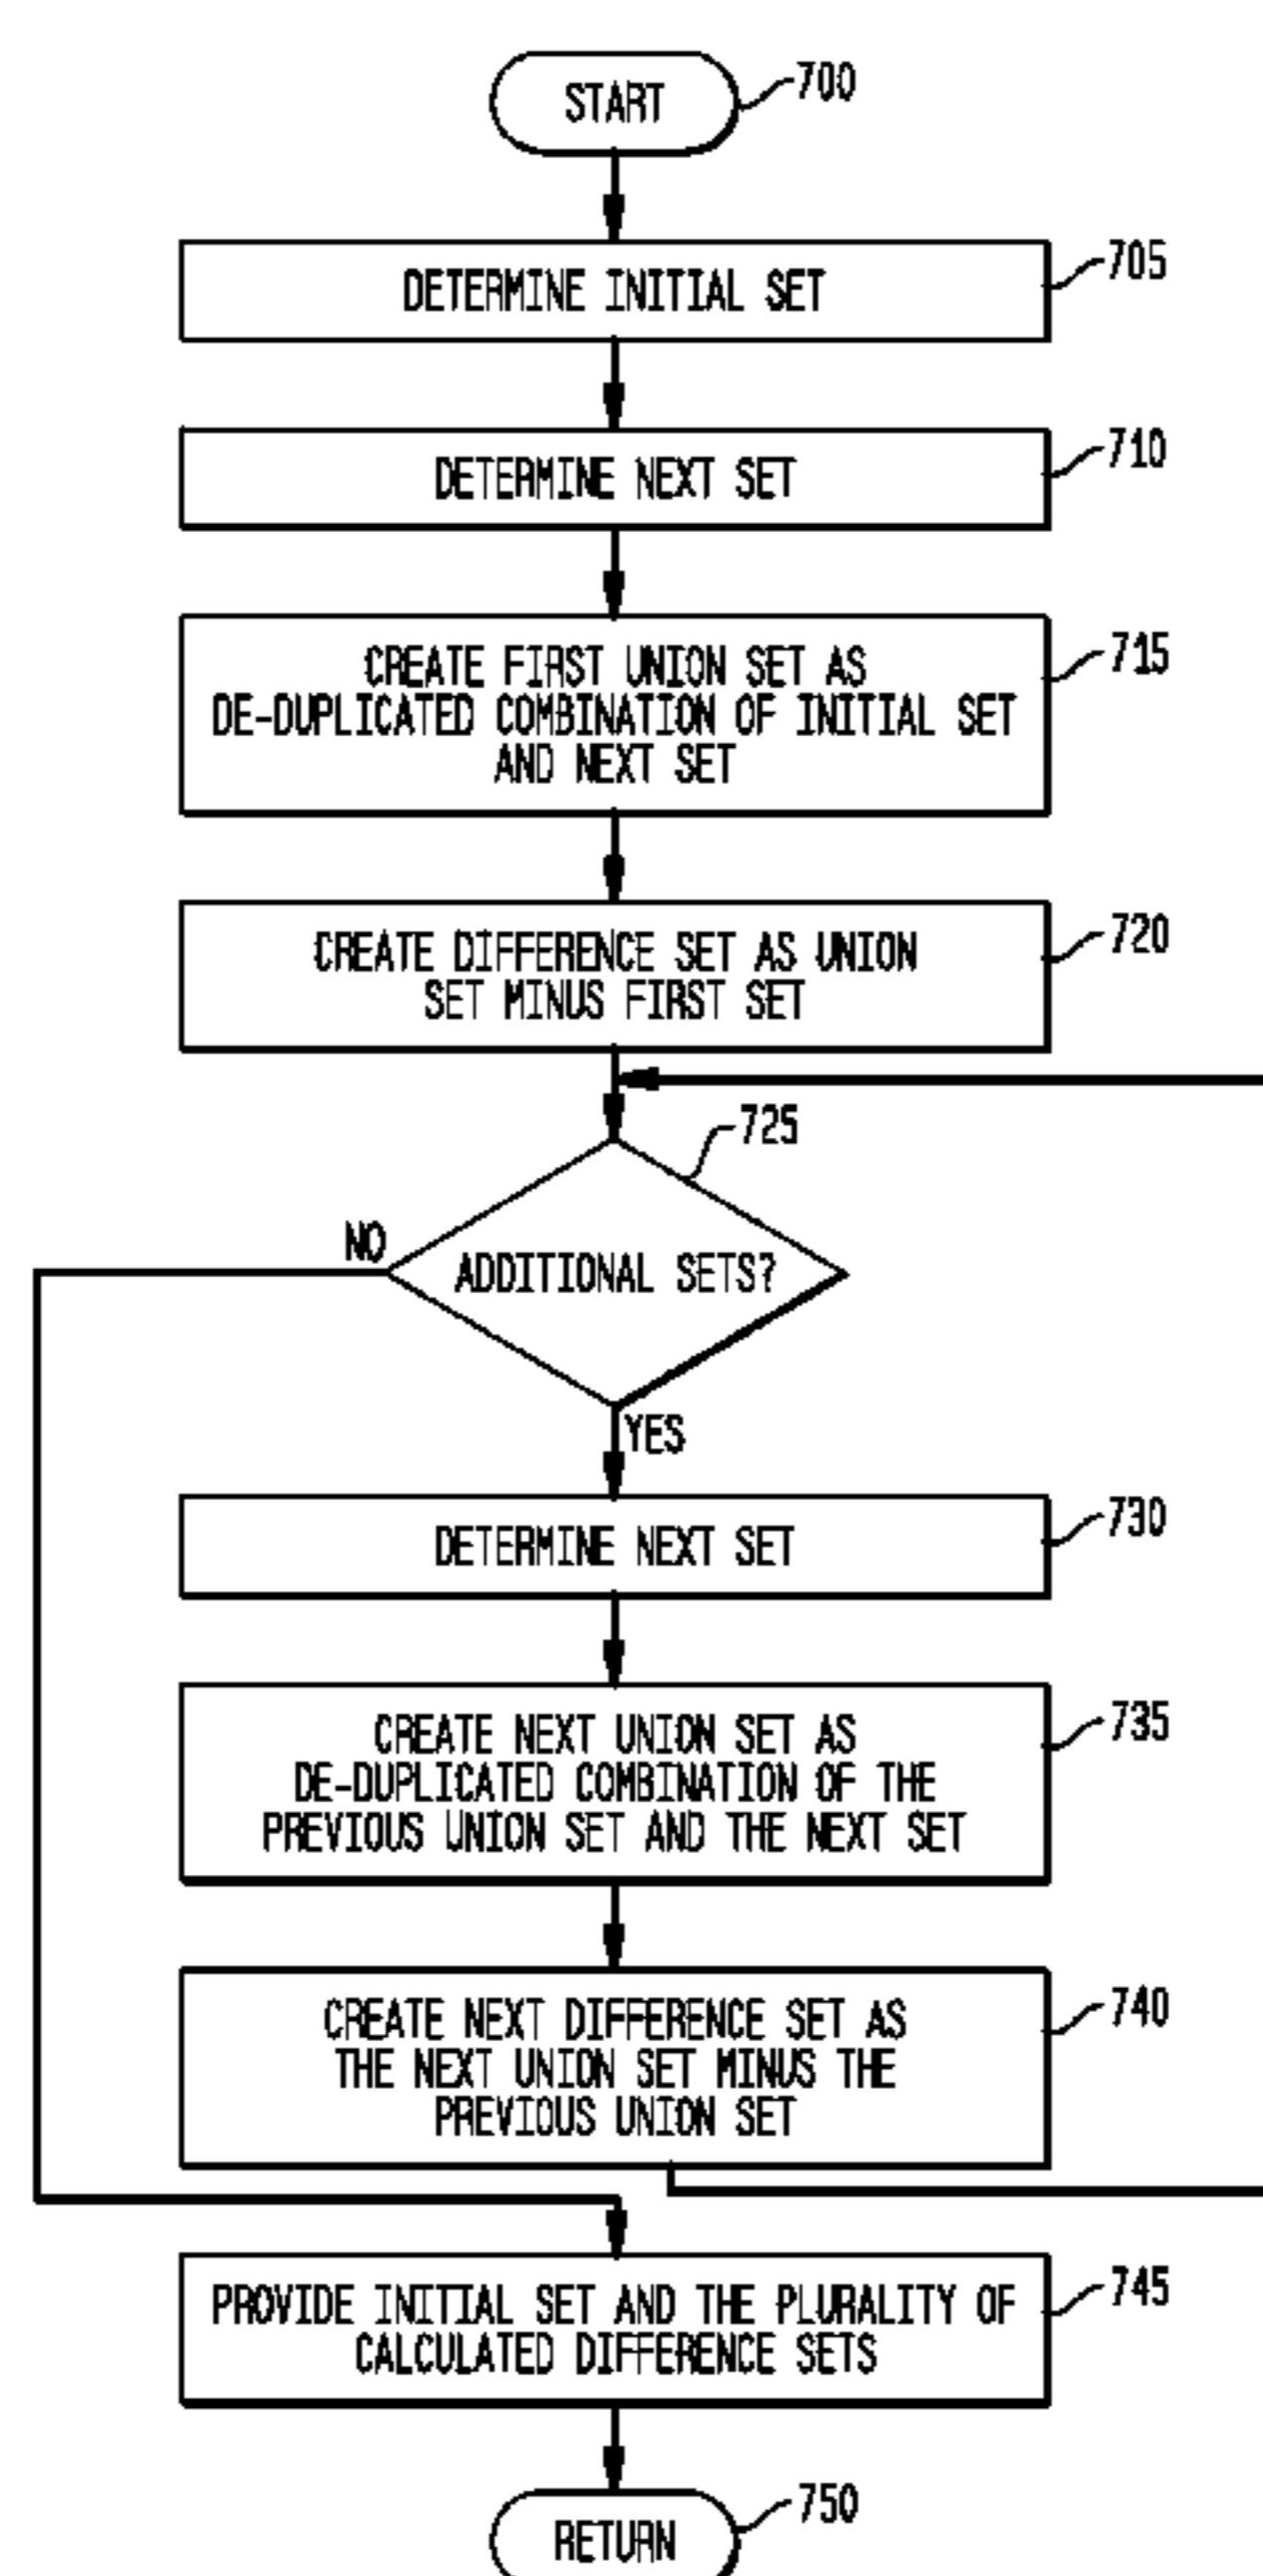 START
700
DETERMINE INITIAL SET
705
DETERMINE NEXT SET
710
CREATE FIRST UNION SET AS
DE-DUPLICATED COMBINATION OF INITIAL SET
AND NEXT SET
715
CREATE DIFFERENCE SET AS UNION
SET MINUS FIRST SET
720
725
NO
ADDITIONAL SETS?
YES
DETERMINE NEXT SET
730
CREATE NEXT UNION SET AS
DE-DUPLICATED COMBINATION OF THE
PREVIOUS UNION SET AND THE NEXT SET
735
CREATE NEXT DIFFERENCE SET AS
THE NEXT UNION SET MINUS THE
PREVIOUS UNION SET
740
PROVIDE INITIAL SET AND THE PLURALITY OF
CALCULATED DIFFERENCE SETS
745
RETURN
750